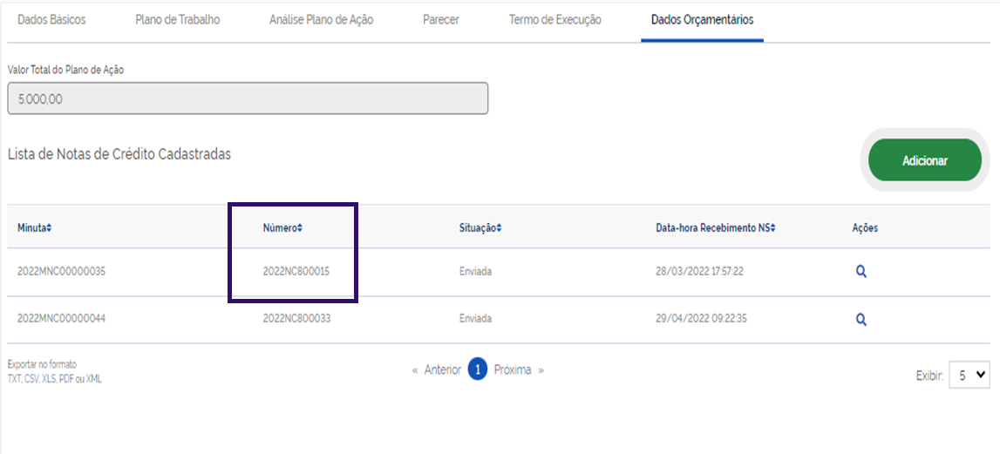 Dados Básicos Plano de Trabalho Análise Plano de Ação Parecer Termo de Execução Dados Orçamentários
Valor Total do Plano de Ação
5.000,00
Lista de Notas de Crédito Cadastradas
Adicionar
Minuta Número Situação Data-hora Recebimento NS Ações
2022MNC00000035 2022NC800015 Enviada 28/03/2022 17:57:22
2022MNC00000044 2022NC800033 Enviada 29/04/2022 09:22:35
Exportar no formato
TXT, CSV, XLS, PDF ou XML
« Anterior 1 Próxima »
Exibir: 5